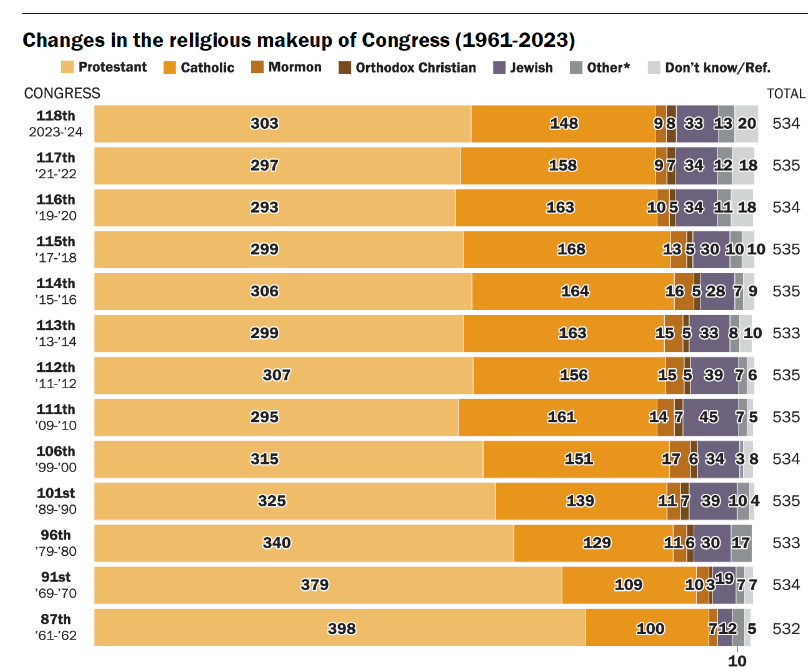 Changes in the religious makeup of Congress (1961-2023)
Protestant Catholic Mormon Orthodox Christian Jewish Other* Don't know/Ref.
CONGRESS TOTAL
118th
2023-'24
303 148 9 8 33 13 20 534
117th
'21-'22
297 158 9 7 34 12 18 535
116th
'19-'20
293 163 10 5 34 11 18 534
115th
'17-'18
299 168 13 5 30 10 10 535
114th
'15-'16
306 164 16 5 28 7 9 535
113th
'13-'14
299 163 15 5 33 8 10 533
112th
'11-'12
307 156 15 5 39 7 6 535
111th
'09-'10
295 161 14 7 45 7 5 535
106th
'99-'00
315 151 17 6 34 3 8 534
101st
'89-'90
325 139 11 7 39 10 4 535
96th
'79-'80
340 129 11 6 30 17 533
91st
'69-'70
379 109 10 3 19 7 7 534
87th
'61-'62
398 100 7 12 5 532
10